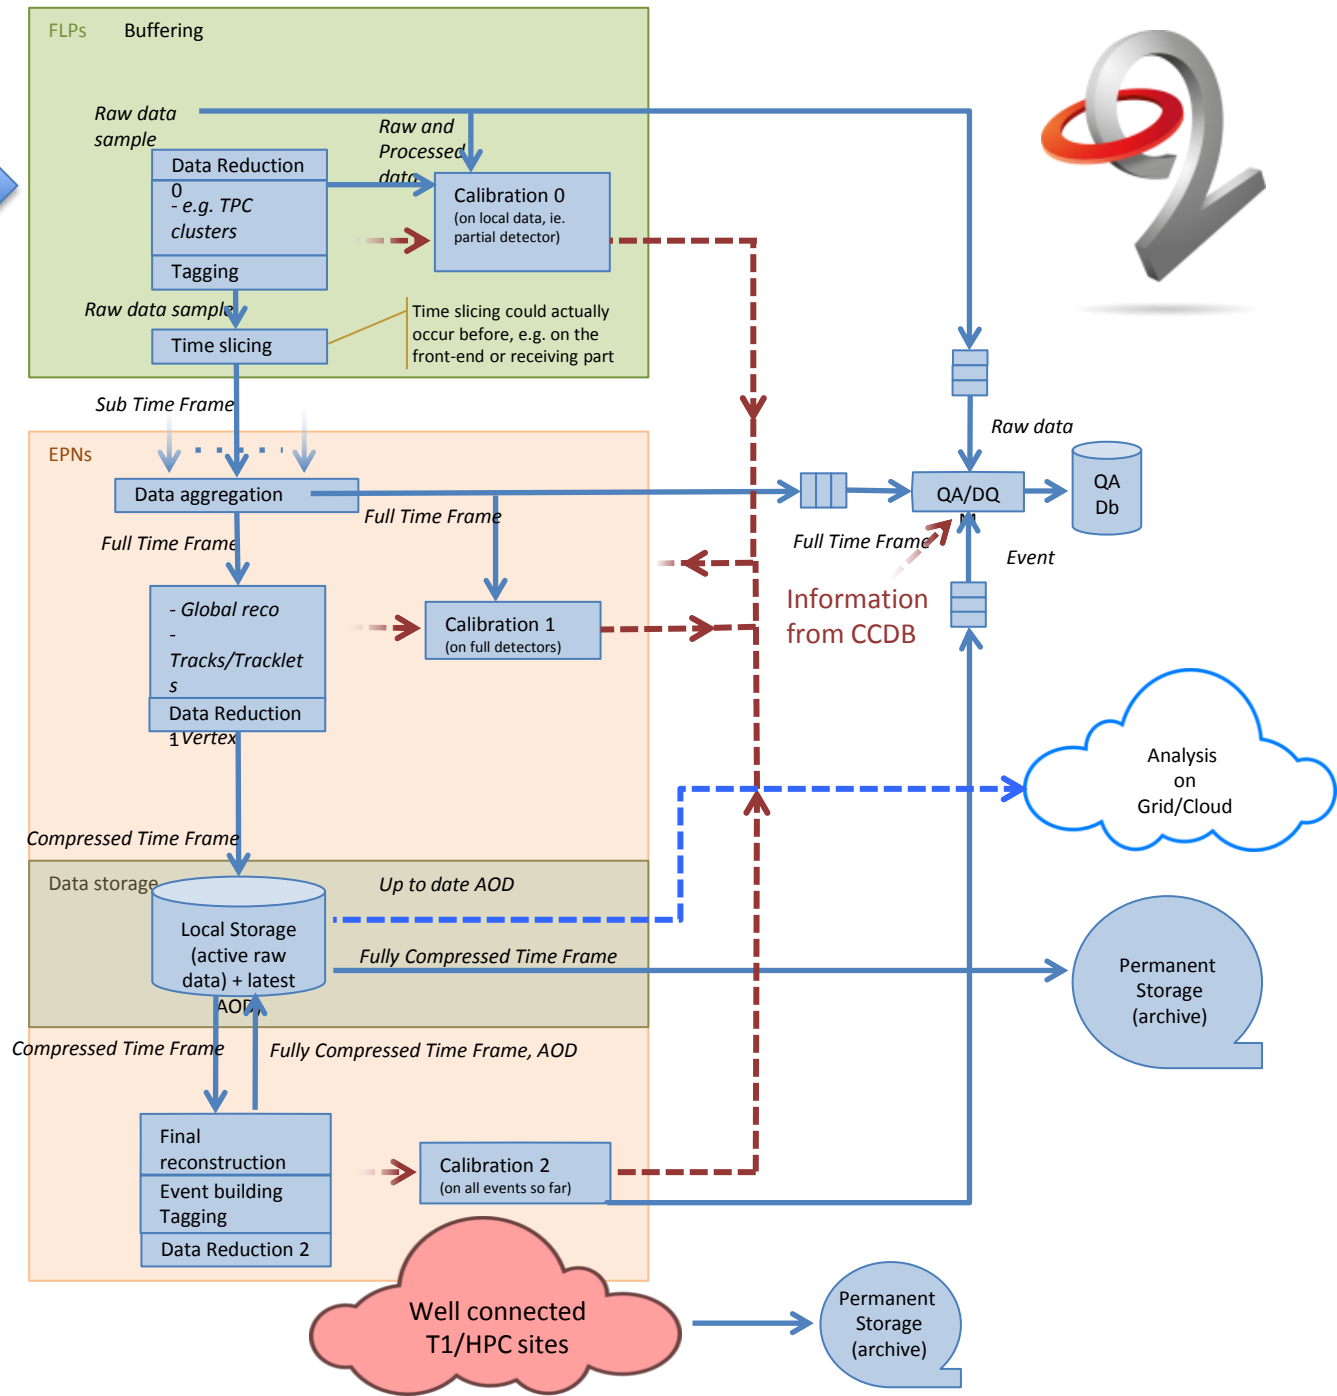 FLPs
Buffering
Raw data
sample
Raw and
Processed
data
Data Reduction
0
- e.g. TPC
clusters
Tagging
Calibration 0
(on local data, ie.
partial detector)
Raw data sample
Time slicing
Time slicing could actually
occur before, e.g. on the
front-end or receiving part
Sub Time Frame
EPNs
Data aggregation
Full Time Frame
Full Time Frame
Raw data
QA/DQ
M
QA
Db
Full Time Frame
Event
Information
from CCDB
- Global reco
-
Tracks/Tracklet
s
Data Reduction
1
- Vertex
Calibration 1
(on full detectors)
Analysis
on
Grid/Cloud
Compressed Time Frame
Data storage
Up to date AOD
Local Storage
(active raw
data) + latest
AOD)
Fully Compressed Time Frame
Permanent
Storage
(archive)
Compressed Time Frame
Fully Compressed Time Frame, AOD
Final
reconstruction
Event building
Tagging
Data Reduction 2
Calibration 2
(on all events so far)
Well connected
T1/HPC sites
Permanent
Storage
(archive)